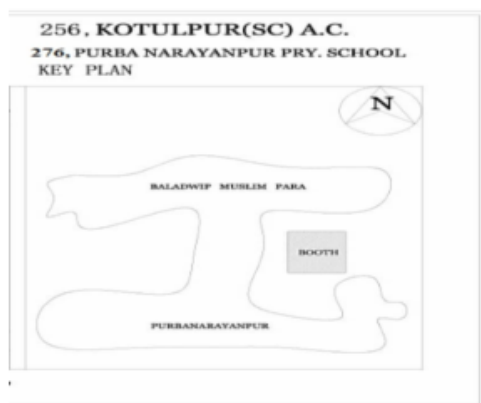 256, KOTULPUR(SC) A.C.
276, PURBA NARAYANPUR PRY. SCHOOL
KEY PLAN
N
BALADWIP MUSLIM PARA
BOOTH
PURBANARAYANPUR